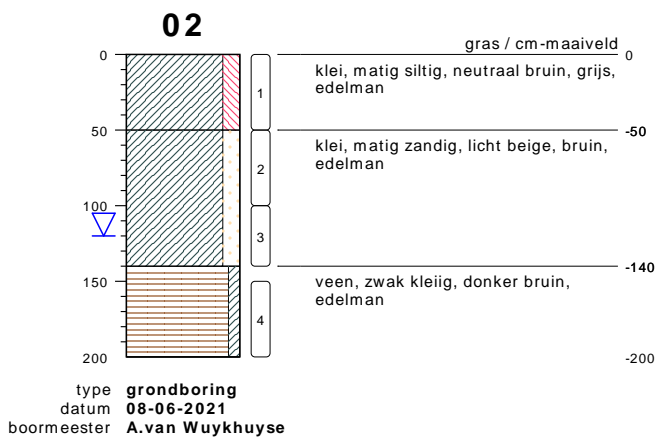 02
gras / cm-maaiveld
0
0
klei, matig siltig, neutraal bruin, grijs,
edelman
1
50
-50
klei, matig zandig, licht beige, bruin,
edelman
2
100
3
-140
veen, zwak kleiig, donker bruin,
edelman
150
4
200
-200
type grondboring
datum 08-06-2021
boormeester A.van Wuykhuyse